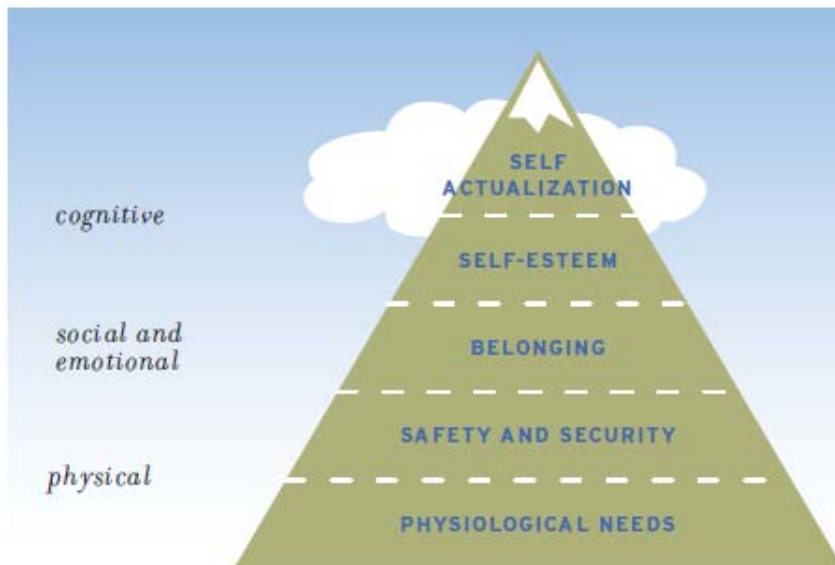 SELF
ACTUALIZATION
cognitive
SELF-ESTEEM
social and
emotional
BELONGING
SAFETY AND SECURITY
physical
PHYSIOLOGICAL NEEDS